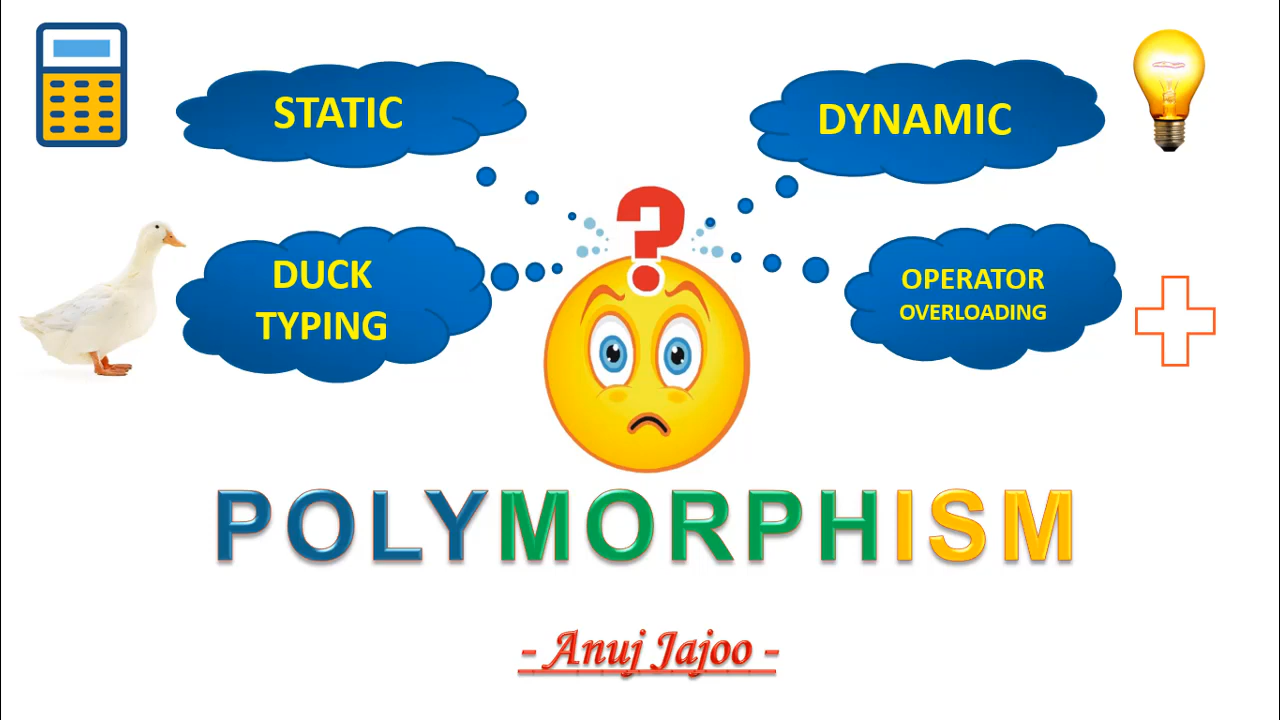 STATIC
DYNAMIC
DUCK
TYPING
OPERATOR
OVERLOADING
?
POLYMORPHISM
- Anuj Jajoo -